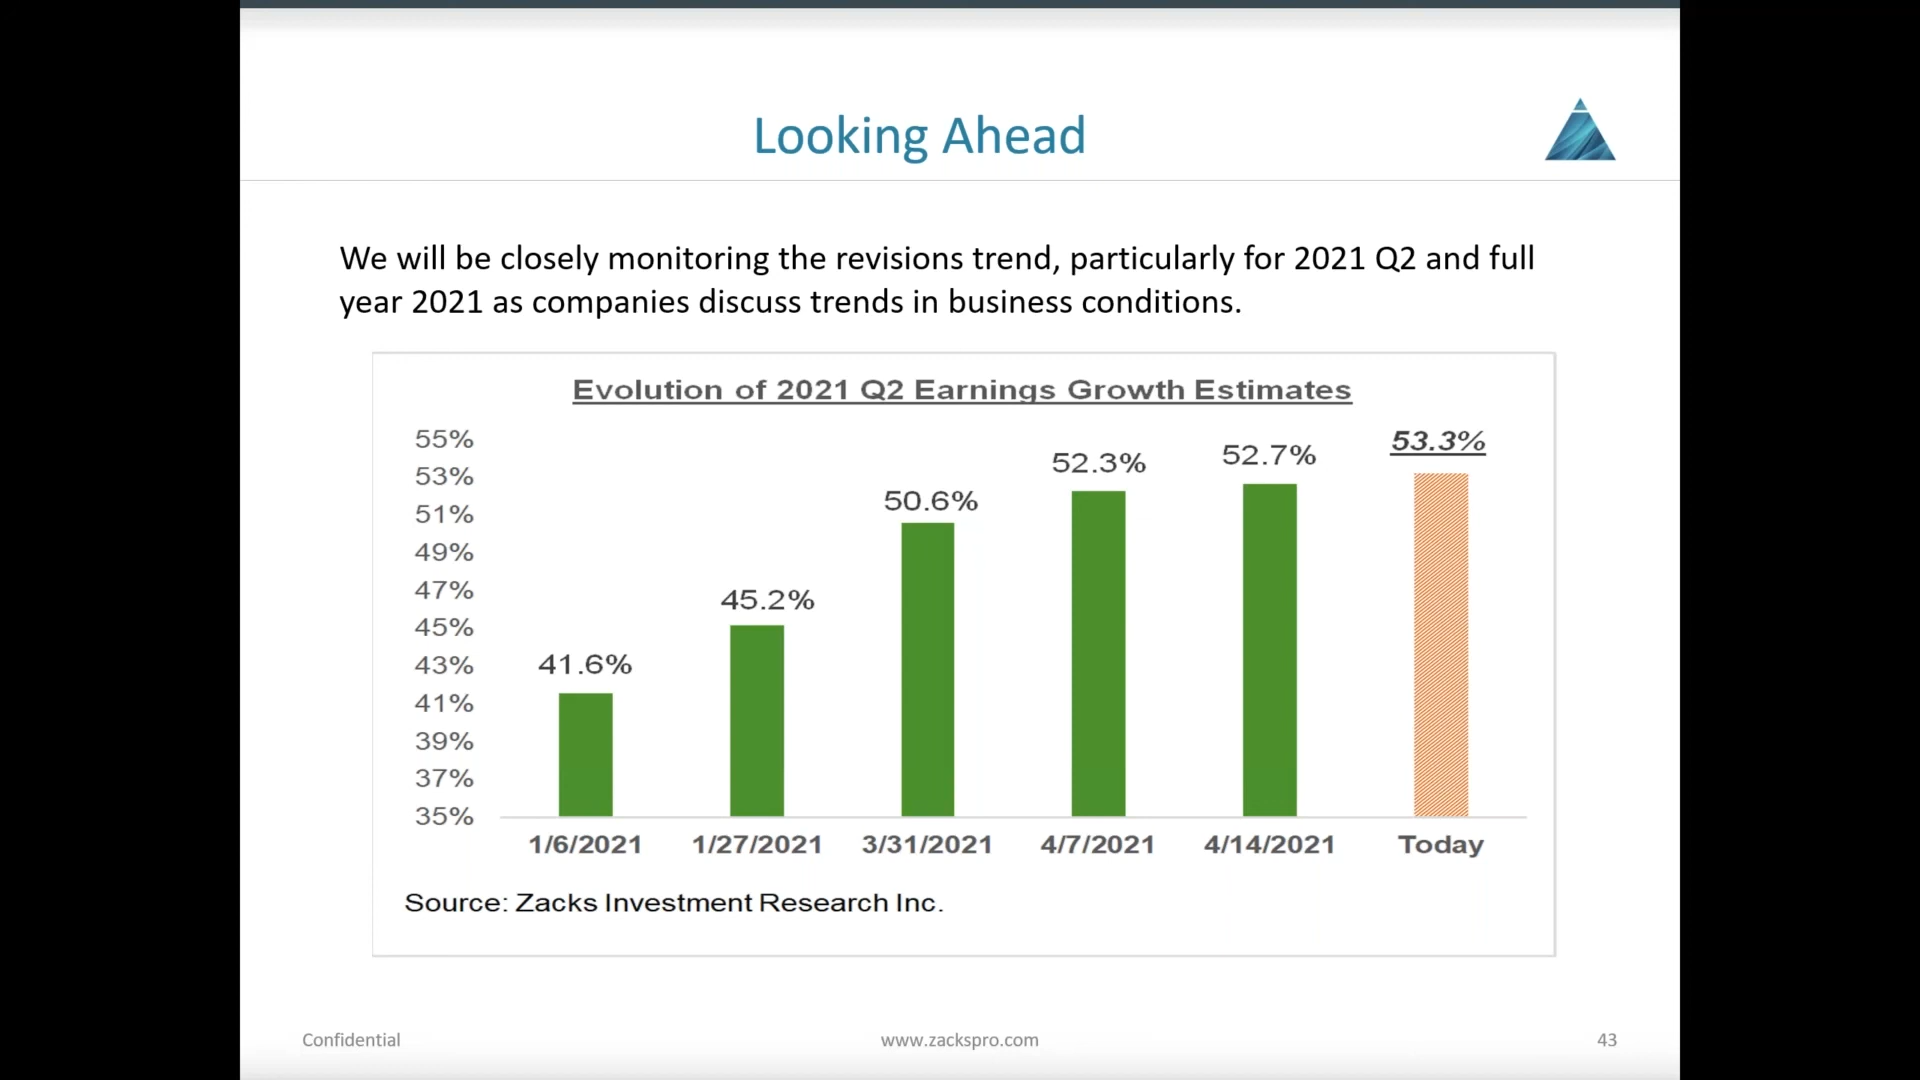 Looking Ahead
We will be closely monitoring the revisions trend, particularly for 2021 Q2 and full
year 2021 as companies discuss trends in business conditions.
Evolution of 2021 Q2 Earnings Growth Estimates
55%
53%
51%
49%
47%
45%
43%
41%
39%
37%
35%
41.6%
45.2%
50.6%
52.3%
52.7%
53.3%
1/6/2021 1/27/2021 3/31/2021 4/7/2021 4/14/2021 Today
Source: Zacks Investment Research Inc.
Confidential www.zackspro.com 43